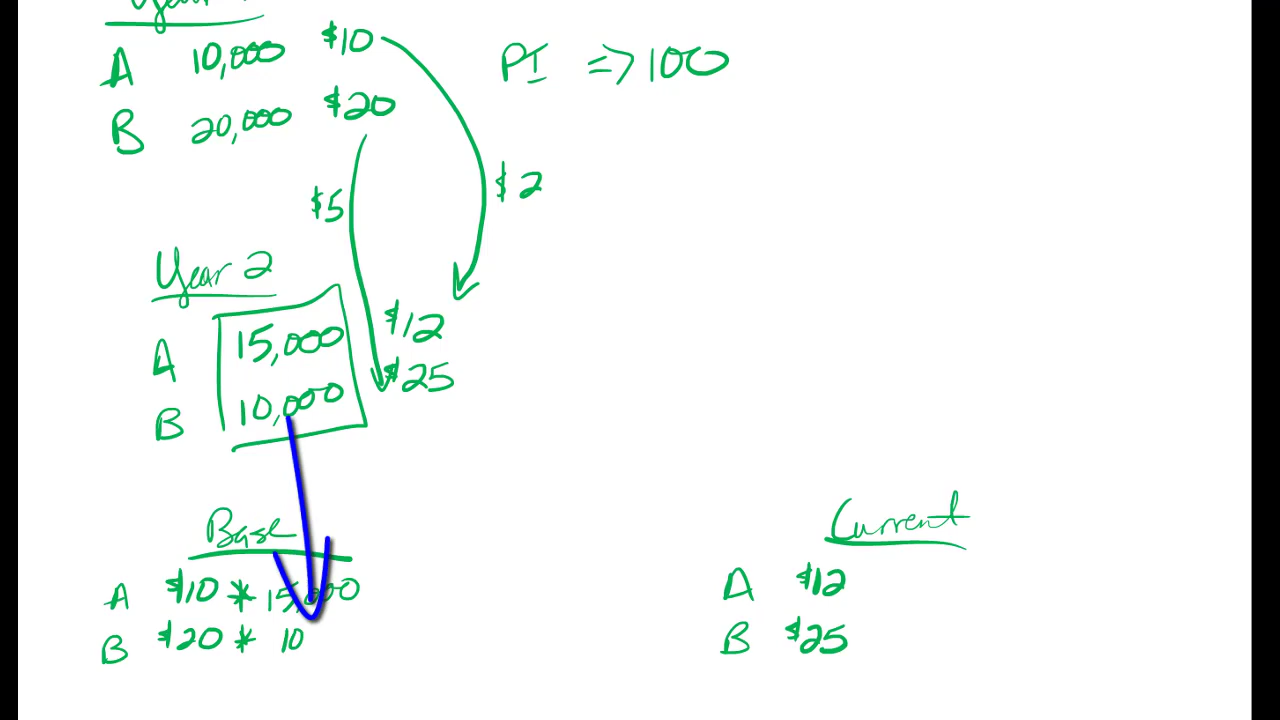 Year
A 10,000 $10
PI => 100
B 20,000 $20
$5
$2
Year 2
A 15,000 $12
B 10,000 $25
Base
A $10 * 15,000
B $20 * 10
Current
A $12
B $25